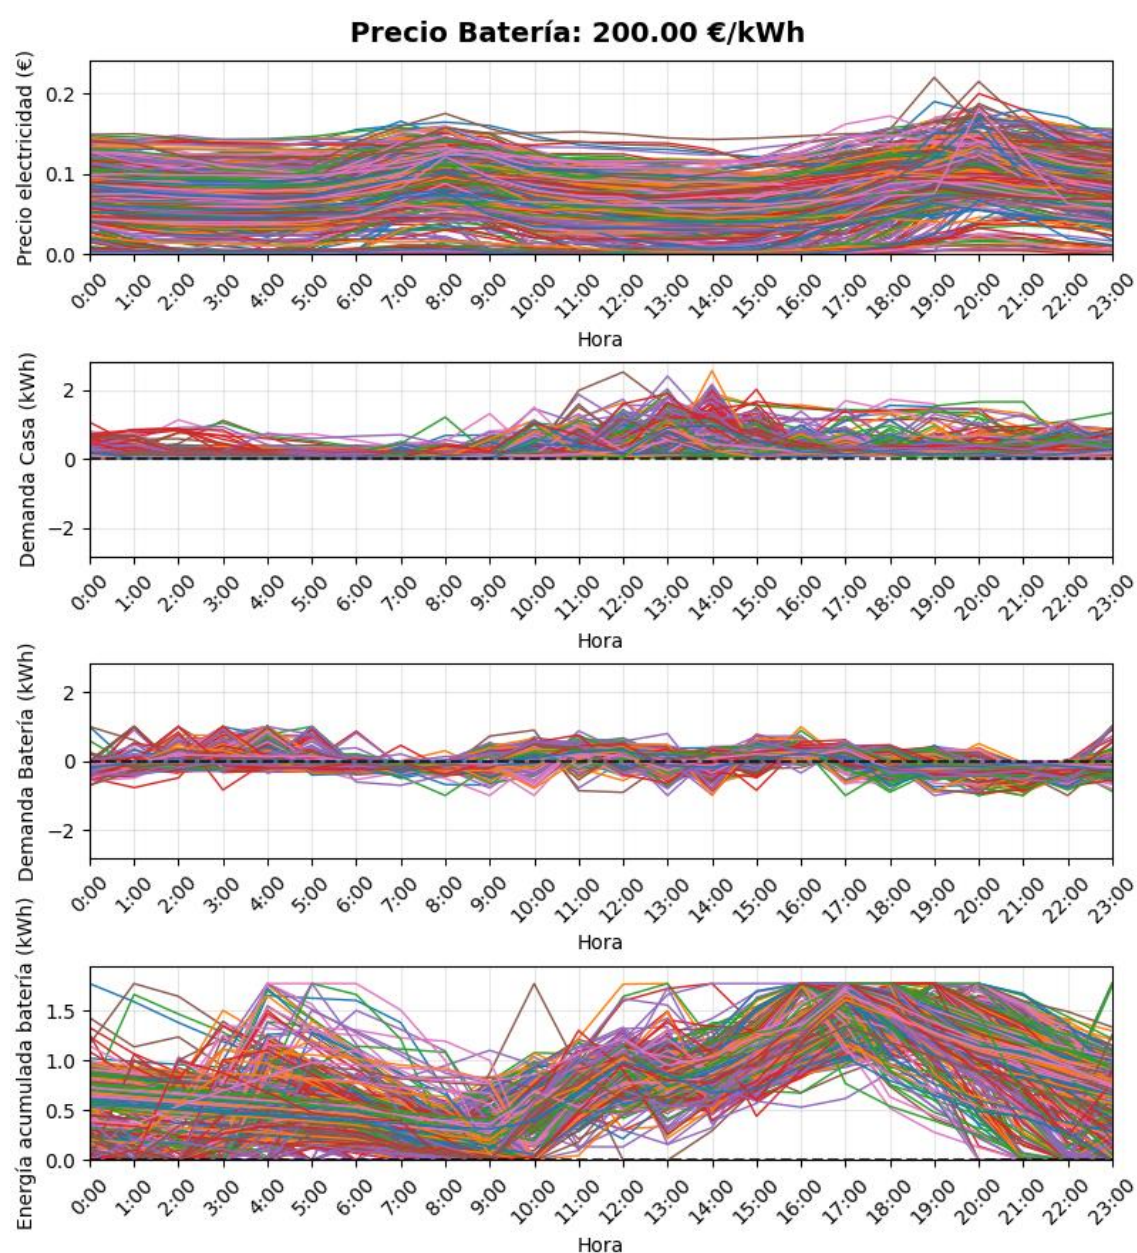 Precio Batería: 200.00 €/kWh
Precio electricidad (€)
0.2
0.1
0.0
0:00 1:00 2:00 3:00 4:00 5:00 6:00 7:00 8:00 9:00 10:00 11:00 12:00 13:00 14:00 15:00 16:00 17:00 18:00 19:00 20:00 21:00 22:00 23:00
Hora
Demanda Casa (kWh)
2
0
−2
0:00 1:00 2:00 3:00 4:00 5:00 6:00 7:00 8:00 9:00 10:00 11:00 12:00 13:00 14:00 15:00 16:00 17:00 18:00 19:00 20:00 21:00 22:00 23:00
Hora
Demanda Batería (kWh)
2
0
−2
0:00 1:00 2:00 3:00 4:00 5:00 6:00 7:00 8:00 9:00 10:00 11:00 12:00 13:00 14:00 15:00 16:00 17:00 18:00 19:00 20:00 21:00 22:00 23:00
Hora
Energía acumulada batería (kWh)
1.5
1.0
0.5
0.0
0:00 1:00 2:00 3:00 4:00 5:00 6:00 7:00 8:00 9:00 10:00 11:00 12:00 13:00 14:00 15:00 16:00 17:00 18:00 19:00 20:00 21:00 22:00 23:00
Hora